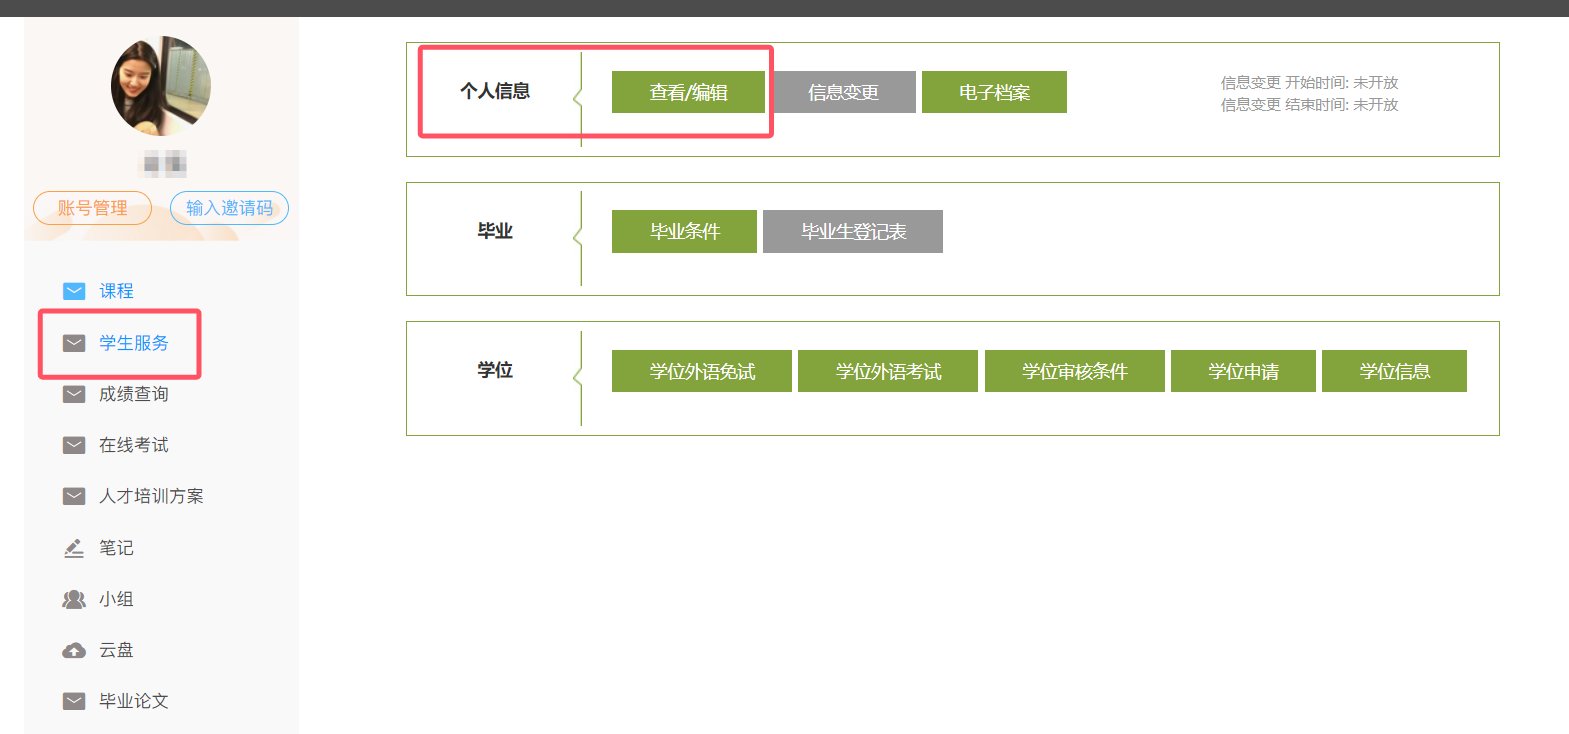 账号管理
输入邀请码
课程
学生服务
成绩查询
在线考试
人才培训方案
笔记
小组
云盘
毕业论文
个人信息
查看/编辑
信息变更
电子档案
信息变更 开始时间: 未开放
信息变更 结束时间: 未开放
毕业
毕业条件
毕业生登记表
学位
学位外语免试
学位外语考试
学位审核条件
学位申请
学位信息